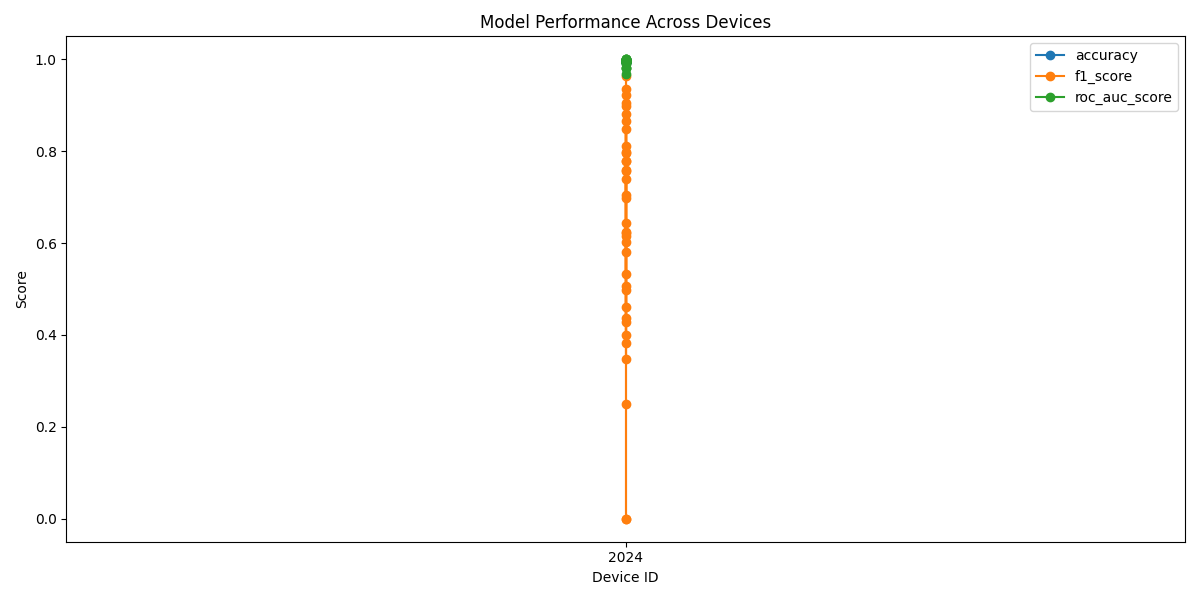 Model Performance Across Devices
accuracy
f1_score
roc_auc_score
1.0
0.8
0.6
0.4
0.2
0.0
Score
2024
Device ID